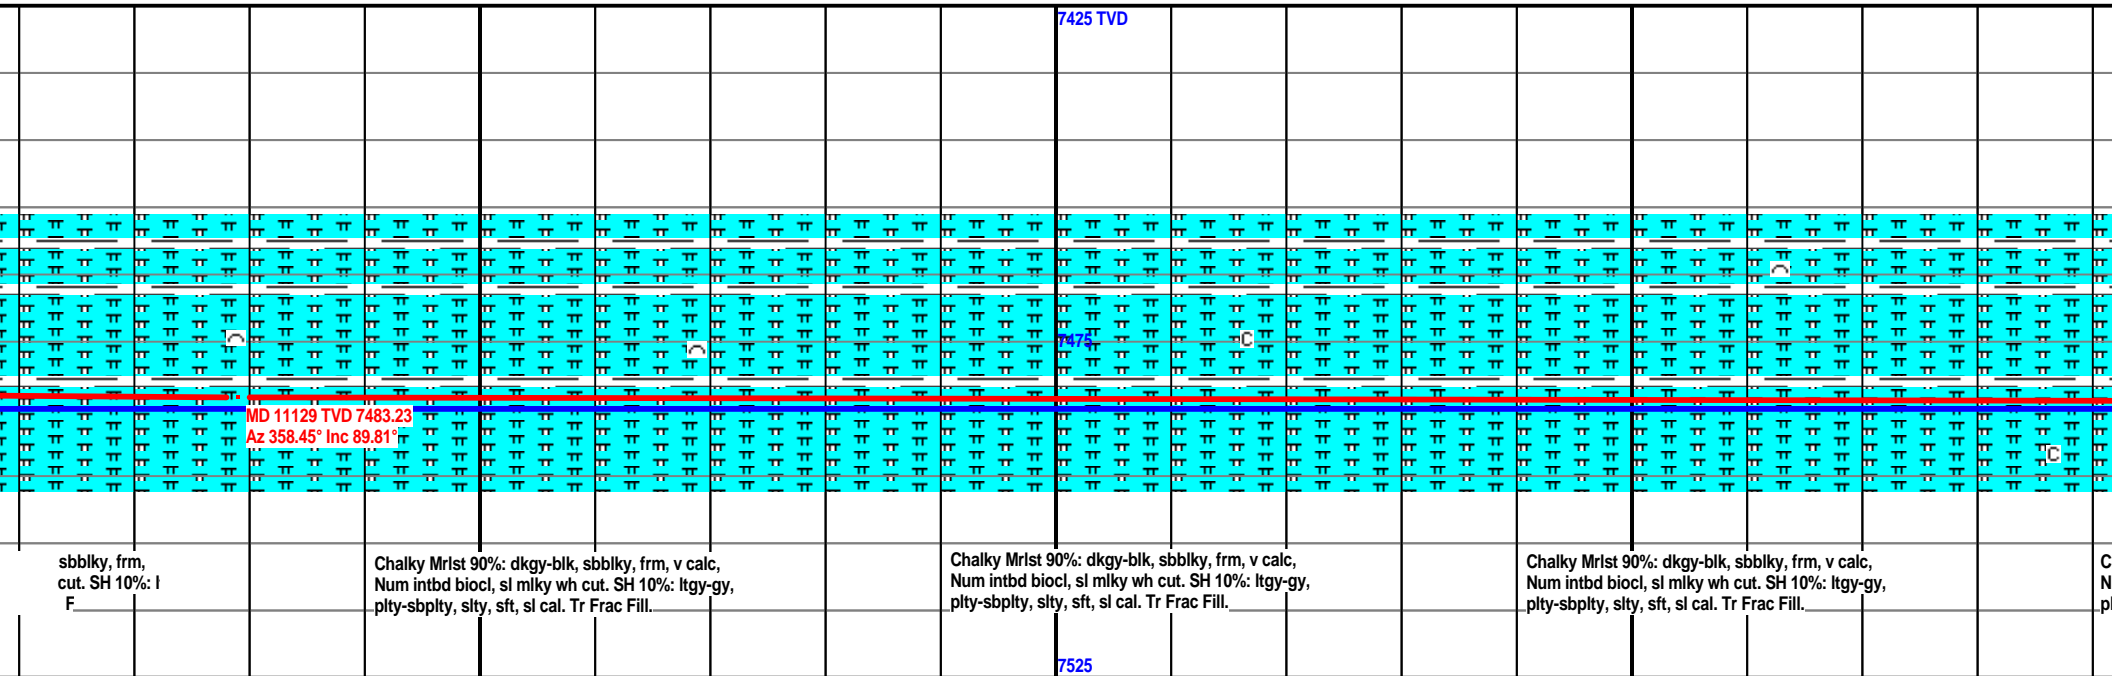 7425 TVD
C
7475
MD 11129 TVD 7483.23
Az 358.45° Inc 89.81°
C
sbblky, frm,
cut. SH 10%:
F
Chalky Mrlst 90%: dkgy-blk, sbblky, frm, v calc,
Num intbd biocl, sl mlky wh cut. SH 10%: ltgy-gy,
plty-sbplty, slty, sft, sl cal. Tr Frac Fill.
Chalky Mrlst 90%: dkgy-blk, sbblky, frm, v calc,
Num intbd biocl, sl mlky wh cut. SH 10%: ltgy-gy,
plty-sbplty, slty, sft, sl cal. Tr Frac Fill.
Chalky Mrlst 90%: dkgy-blk, sbblky, frm, v calc,
Num intbd biocl, sl mlky wh cut. SH 10%: ltgy-gy,
plty-sbplty, slty, sft, sl cal. Tr Frac Fill.
C
N
pl
7525